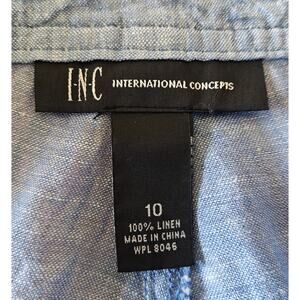 I·N·C INTERNATIONAL CONCEPTS
10
100% LINEN
MADE IN CHINA
WPL 8046